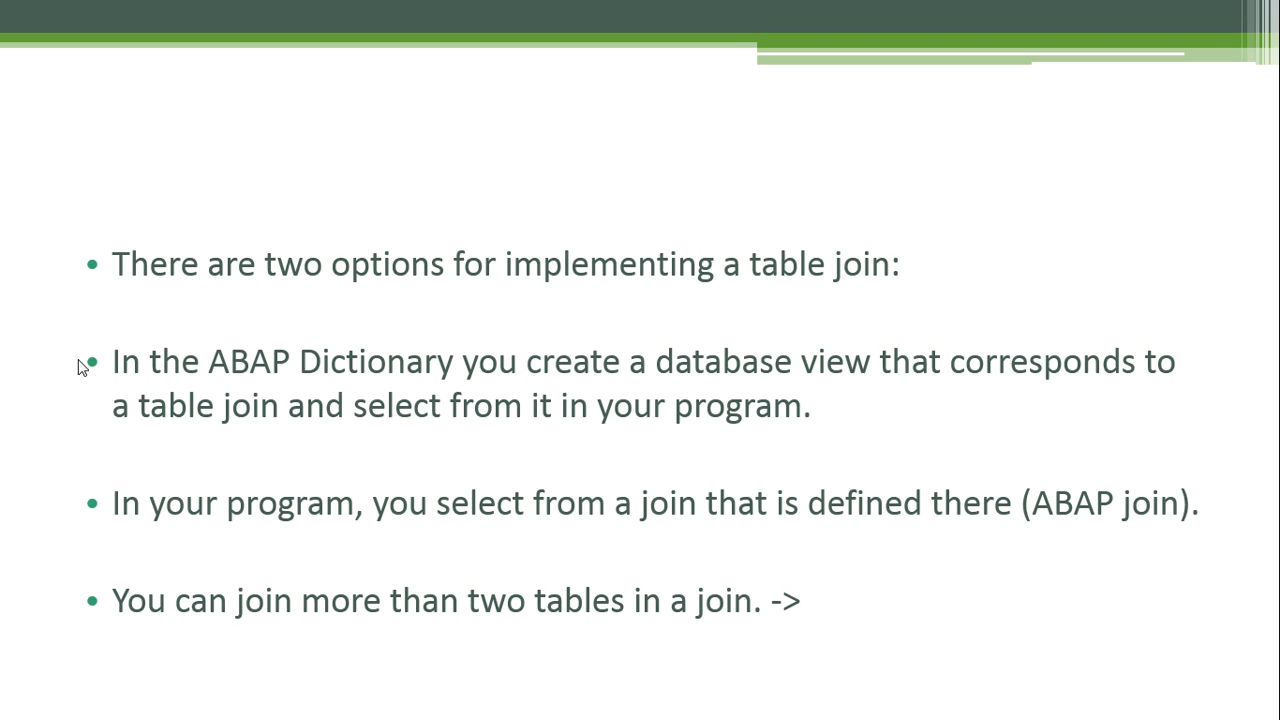 • There are two options for implementing a table join:
• In the ABAP Dictionary you create a database view that corresponds to
a table join and select from it in your program.
• In your program, you select from a join that is defined there (ABAP join).
• You can join more than two tables in a join. ->